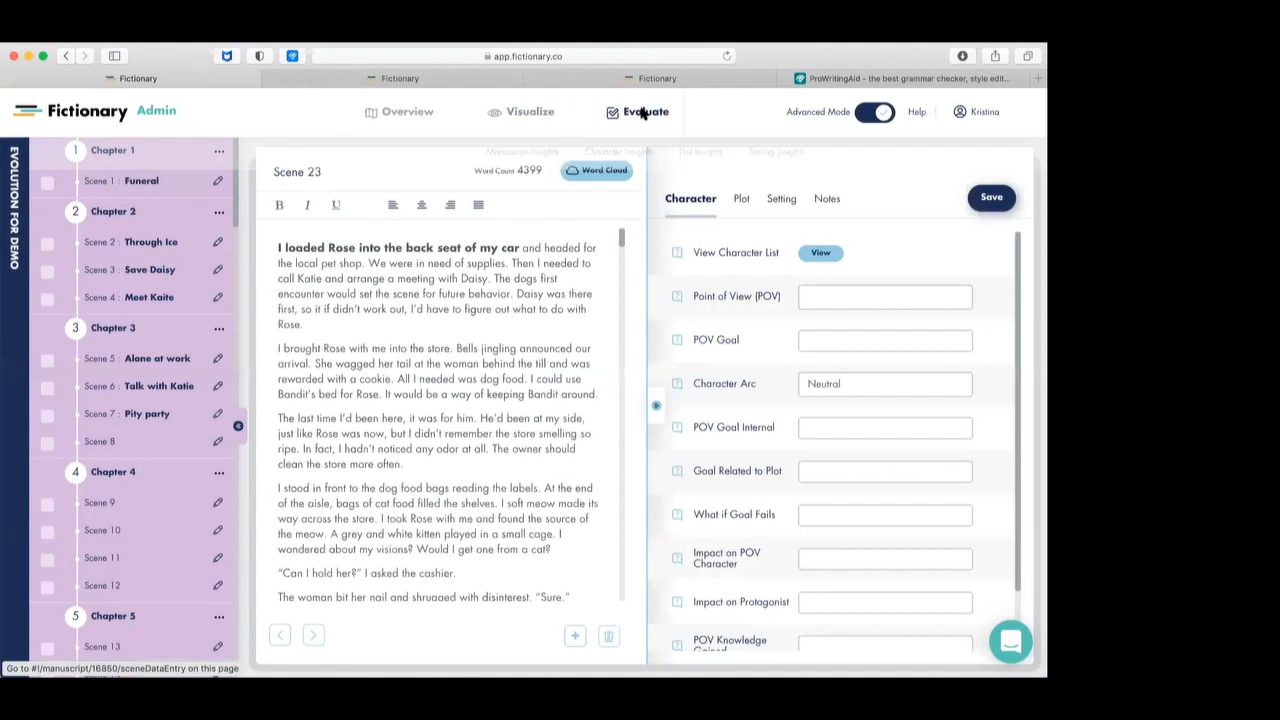 app.fictionary.co
Fictionary
Fictionary
Fictionary
ProWritingAid - the best grammar checker, style edit...
Fictionary Admin
Overview
Visualize
Evaluate
Advanced Mode
Help
Kristina
Manuscript Insights
Character Insights
Plot Insights
Setting Insights
EVOLUTION FOR DEMO
1 Chapter 1
Scene 1 : Funeral
2 Chapter 2
Scene 2 : Through Ice
Scene 3 : Save Daisy
Scene 4 : Meet Kaite
3 Chapter 3
Scene 5 : Alone at work
Scene 6 : Talk with Katie
Scene 7 : Pity party
Scene 8
4 Chapter 4
Scene 9
Scene 10
Scene 11
Scene 12
5 Chapter 5
Scene 13
Go to #!/manuscript/16850/sceneDataEntry on this page
Scene 23
Word Count 4399
Word Cloud
B I U
I loaded Rose into the back seat of my car and headed for
the local pet shop. We were in need of supplies. Then I needed to
call Katie and arrange a meeting with Daisy. The dogs first
encounter would set the scene for future behavior. Daisy was there
first, so it if didn't work out, I'd have to figure out what to do with
Rose.
I brought Rose with me into the store. Bells jingling announced our
arrival. She wagged her tail at the woman behind the till and was
rewarded with a cookie. All I needed was dog food. I could use
Bandit's bed for Rose. It would be a way of keeping Bandit around.
The last time I'd been here, it was for him. He'd been at my side,
just like Rose was now, but I didn't remember the store smelling so
ripe. In fact, I hadn't noticed any odor at all. The owner should
clean the store more often.
I stood in front to the dog food bags reading the labels. At the end
of the aisle, bags of cat food filled the shelves. I soft meow made its
way across the store. I took Rose with me and found the source of
the meow. A grey and white kitten played in a small cage. I
wondered about my visions? Would I get one from a cat?
"Can I hold her?" I asked the cashier.
The woman bit her nail and shrugged with disinterest. "Sure."
Character
Plot
Setting
Notes
Save
View Character List
View
Point of View (POV)
POV Goal
Character Arc
Neutral
POV Goal Internal
Goal Related to Plot
What if Goal Fails
Impact on POV
Character
Impact on Protagonist
POV Knowledge
Gained